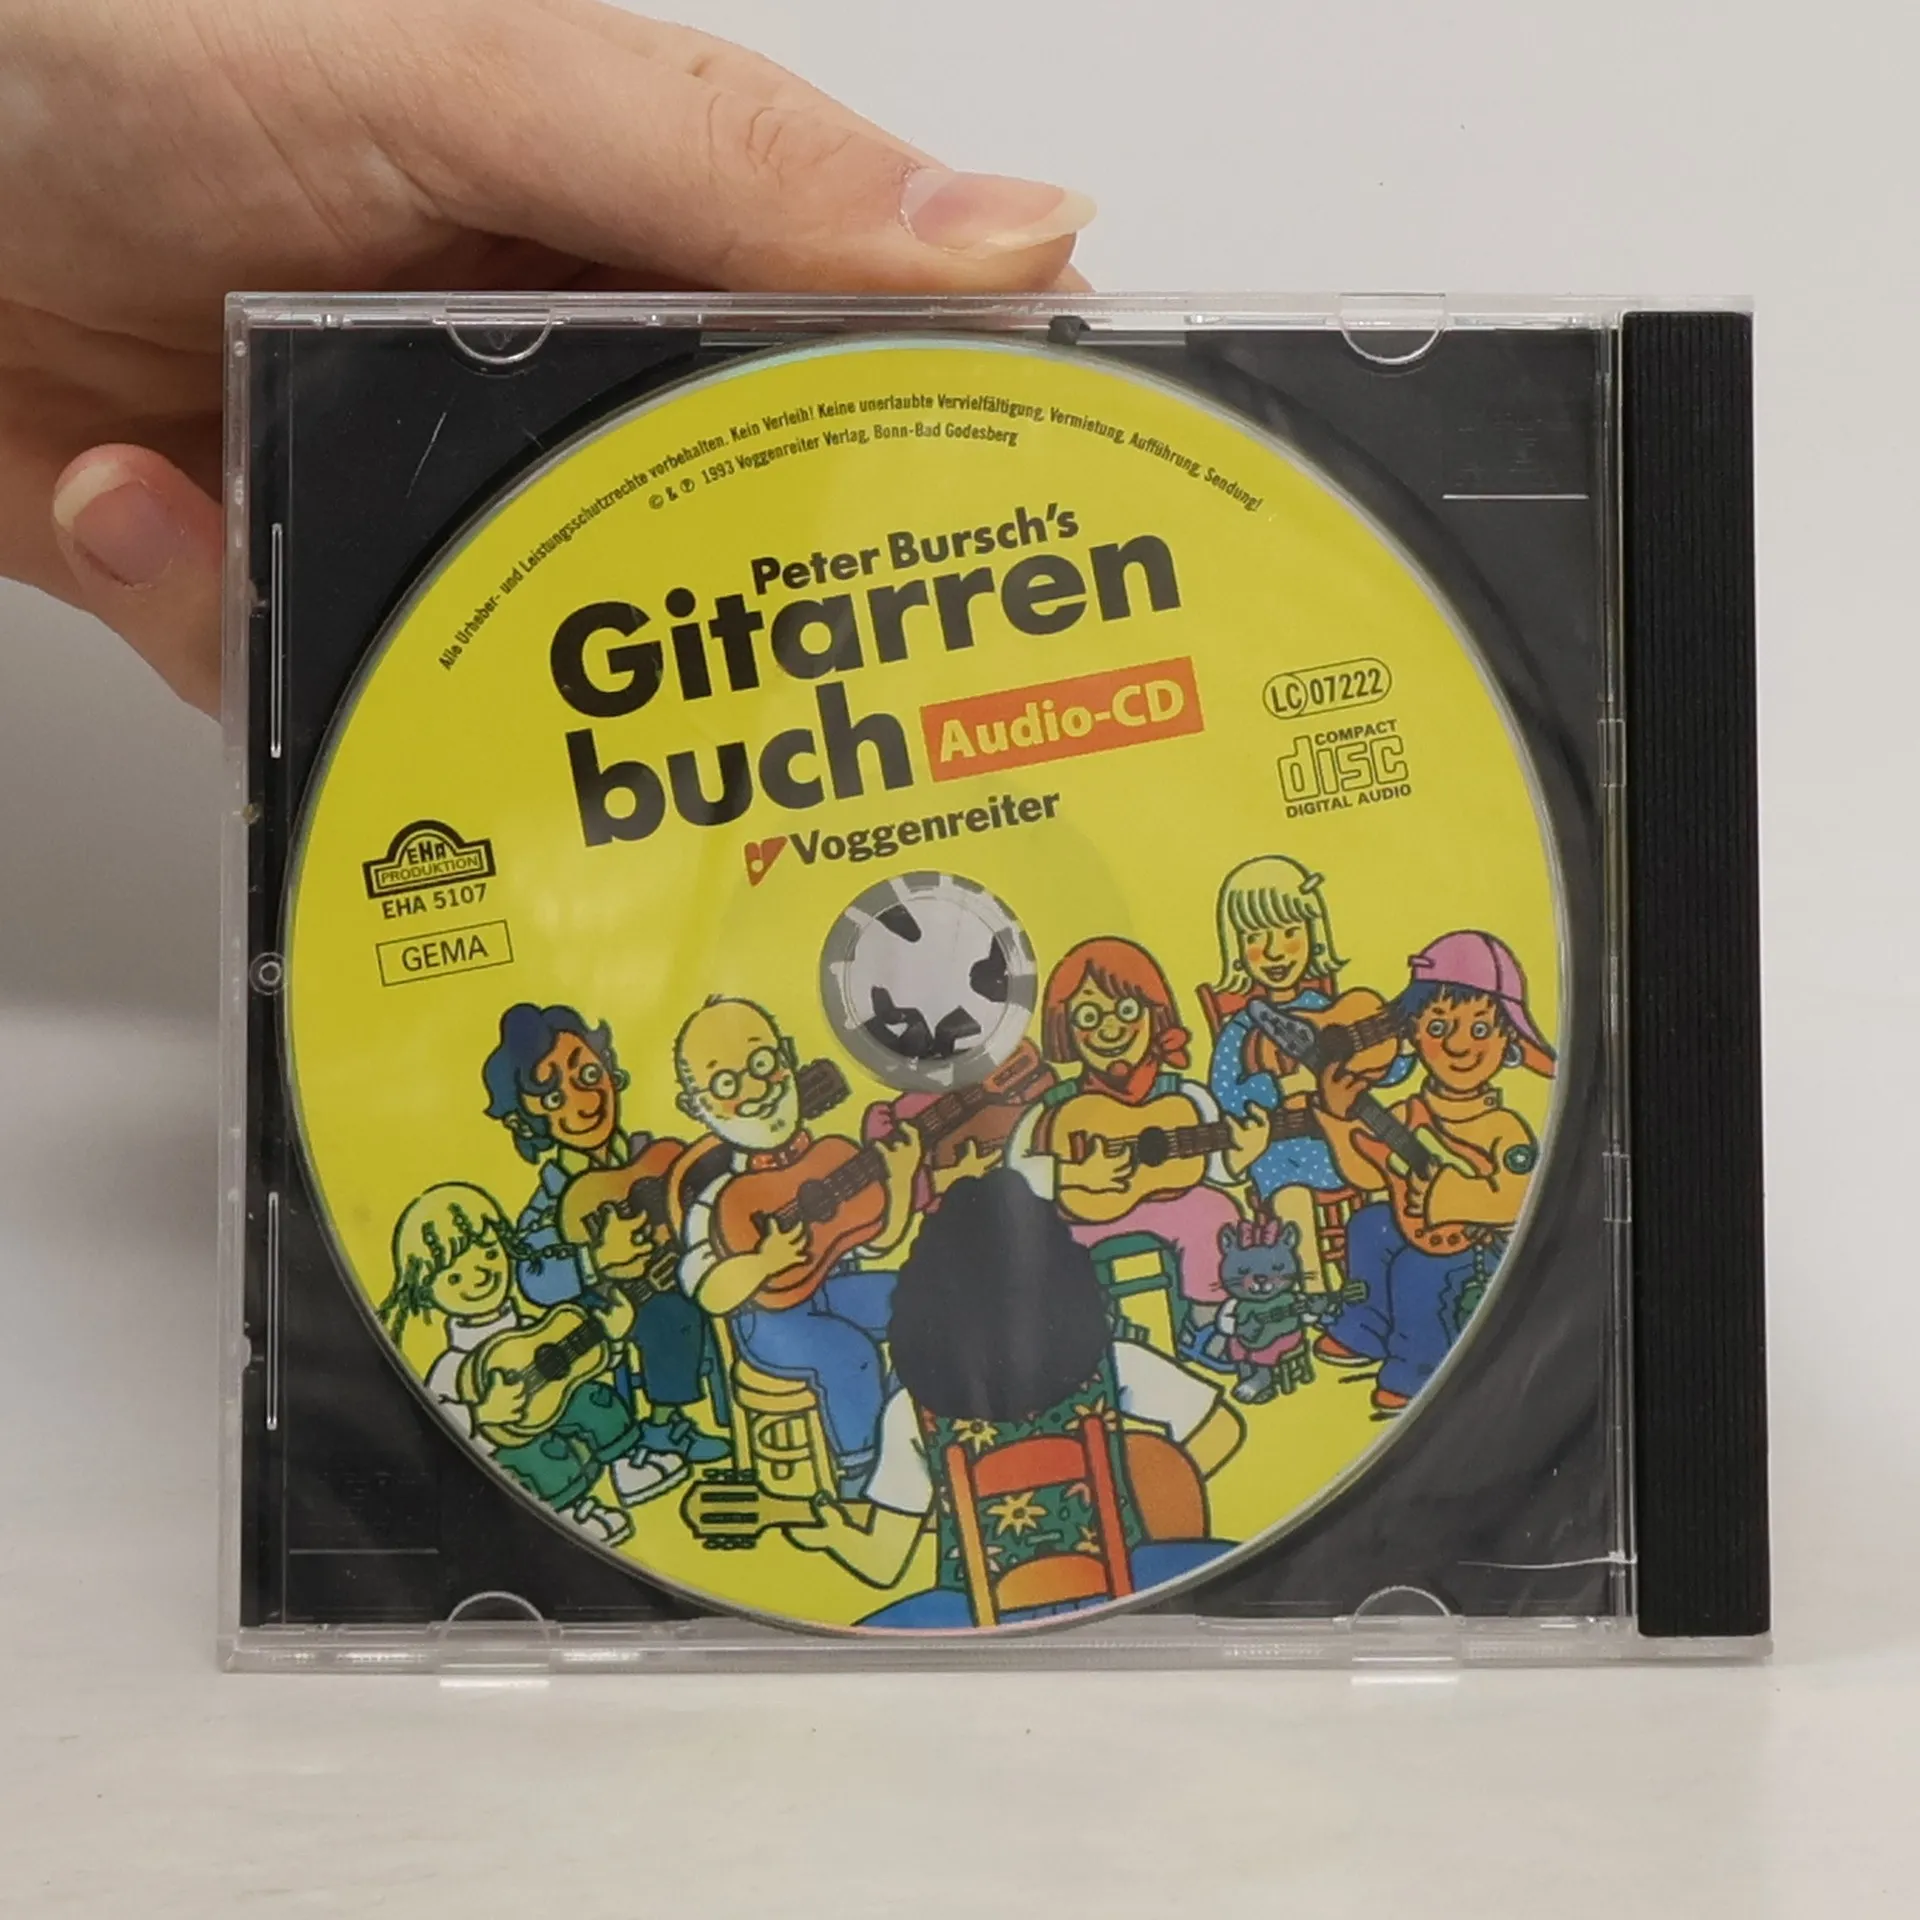 Alle Urheber- und Leistungsschutzrechte vorbehalten. Kein Verleih! Keine unerlaubte Vervielfältigung, Vermietung, Aufführung, Sendung!
© & ℗ 1993 Voggenreiter Verlag, Bonn-Bad Godesberg
Peter Bursch's
Gitarren
buch
Audio-CD
Voggenreiter
LC 07222
COMPACT
disc
DIGITAL AUDIO
EHA
PRODUKTION
EHA 5107
GEMA